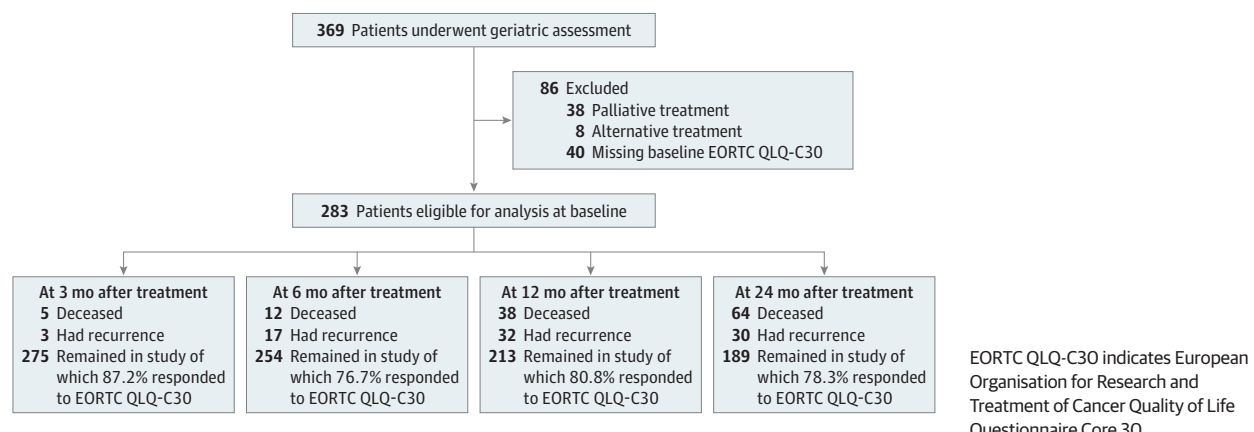 369 Patients underwent geriatric assessment
86 Excluded
38 Palliative treatment
8 Alternative treatment
40 Missing baseline EORTC QLQ-C30
283 Patients eligible for analysis at baseline
At 3 mo after treatment
5 Deceased
3 Had recurrence
275 Remained in study of
which 87.2% responded
to EORTC QLQ-C30
At 6 mo after treatment
12 Deceased
17 Had recurrence
254 Remained in study of
which 76.7% responded
to EORTC QLQ-C30
At 12 mo after treatment
38 Deceased
32 Had recurrence
213 Remained in study of
which 80.8% responded
to EORTC QLQ-C30
At 24 mo after treatment
64 Deceased
30 Had recurrence
189 Remained in study of
which 78.3% responded
to EORTC QLQ-C30
EORTC QLQ-C30 indicates European
Organisation for Research and
Treatment of Cancer Quality of Life
Questionnaire Core 30